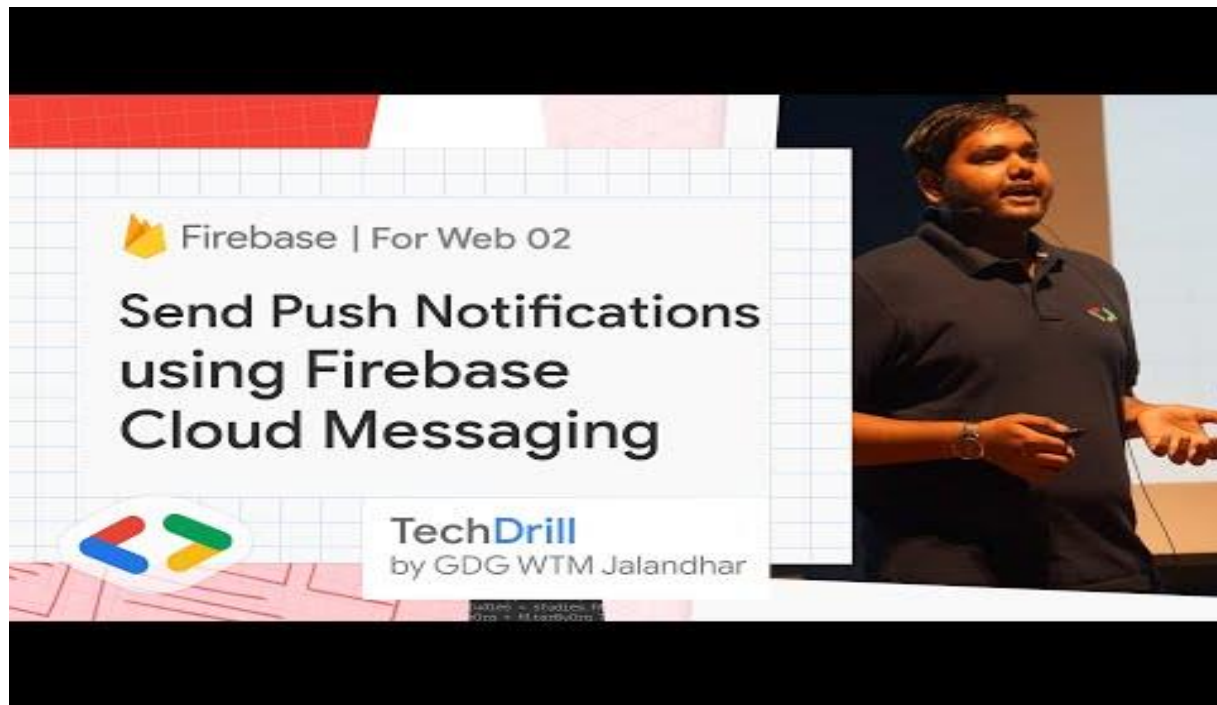 Firebase | For Web 02
Send Push Notifications
using Firebase
Cloud Messaging
TechDrill
by GDG WTM Jalandhar